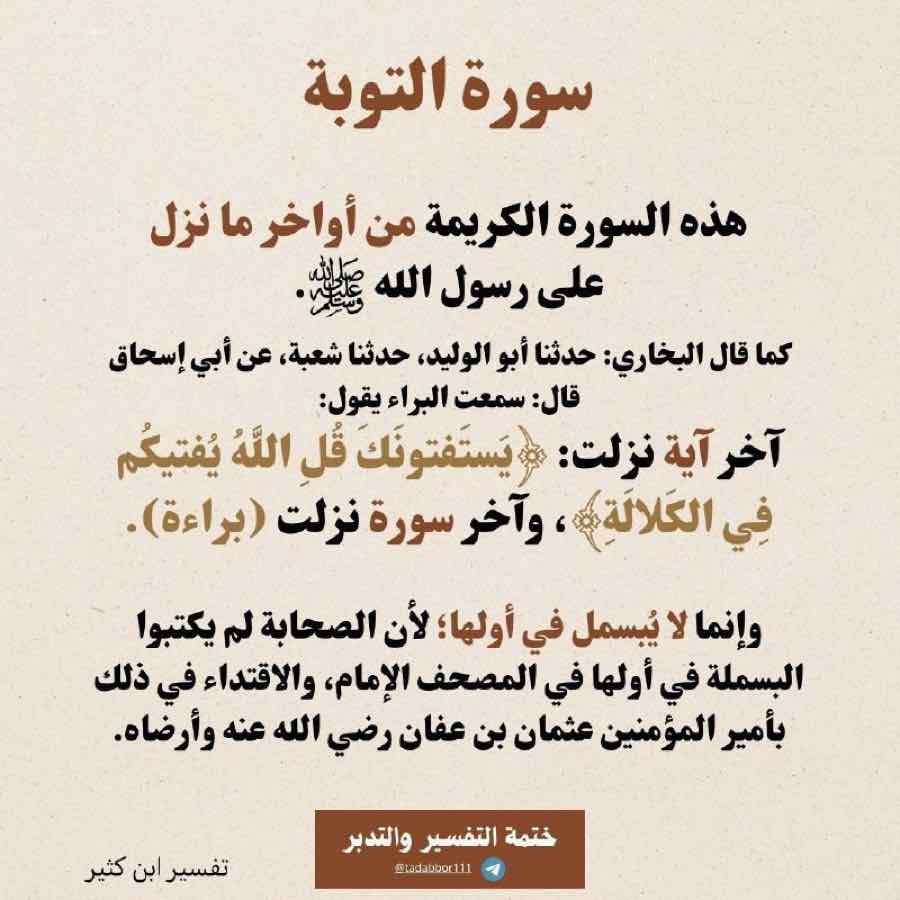 سورة التوبة
هذه السورة الكريمة من أواخر ما نزل
على رسول الله ﷺ.
كما قال البخاري: حدثنا أبو الوليد، حدثنا شعبة، عن أبي إسحاق
قال: سمعت البراء يقول:
آخر آية نزلت: ﴿يَستَفتونَكَ قُلِ اللَّهُ يُفتيكُم
فِي الكَلالَةِ﴾، وآخر سورة نزلت (براءة).
وإنما لا يُبسمل في أولها؛ لأن الصحابة لم يكتبوا
البسملة في أولها في المصحف الإمام، والاقتداء في ذلك
بأمير المؤمنين عثمان بن عفان رضي الله عنه وأرضاه.
ختمة التفسير والتدبر
@tadabbor111
تفسير ابن كثير